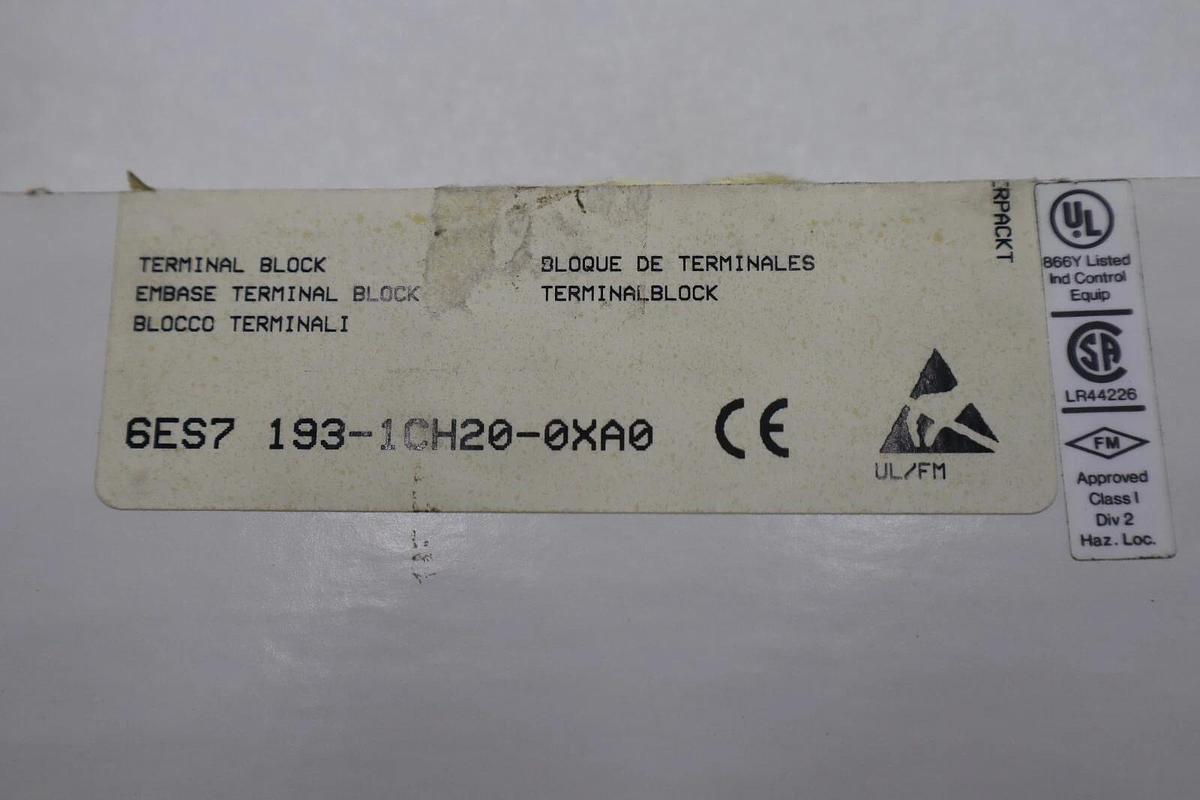 TERMINAL BLOCK
EMBASE TERMINAL BLOCK
BLOCCO TERMINALI
BLOQUE DE TERMINALES
TERMINALBLOCK
6ES7 193-1CH20-0XA0
CE
UL/FM
ERPACKT
UL
866Y Listed
Ind Control
Equip
SA
LR44226
FM
Approved
Class I
Div 2
Haz. Loc.